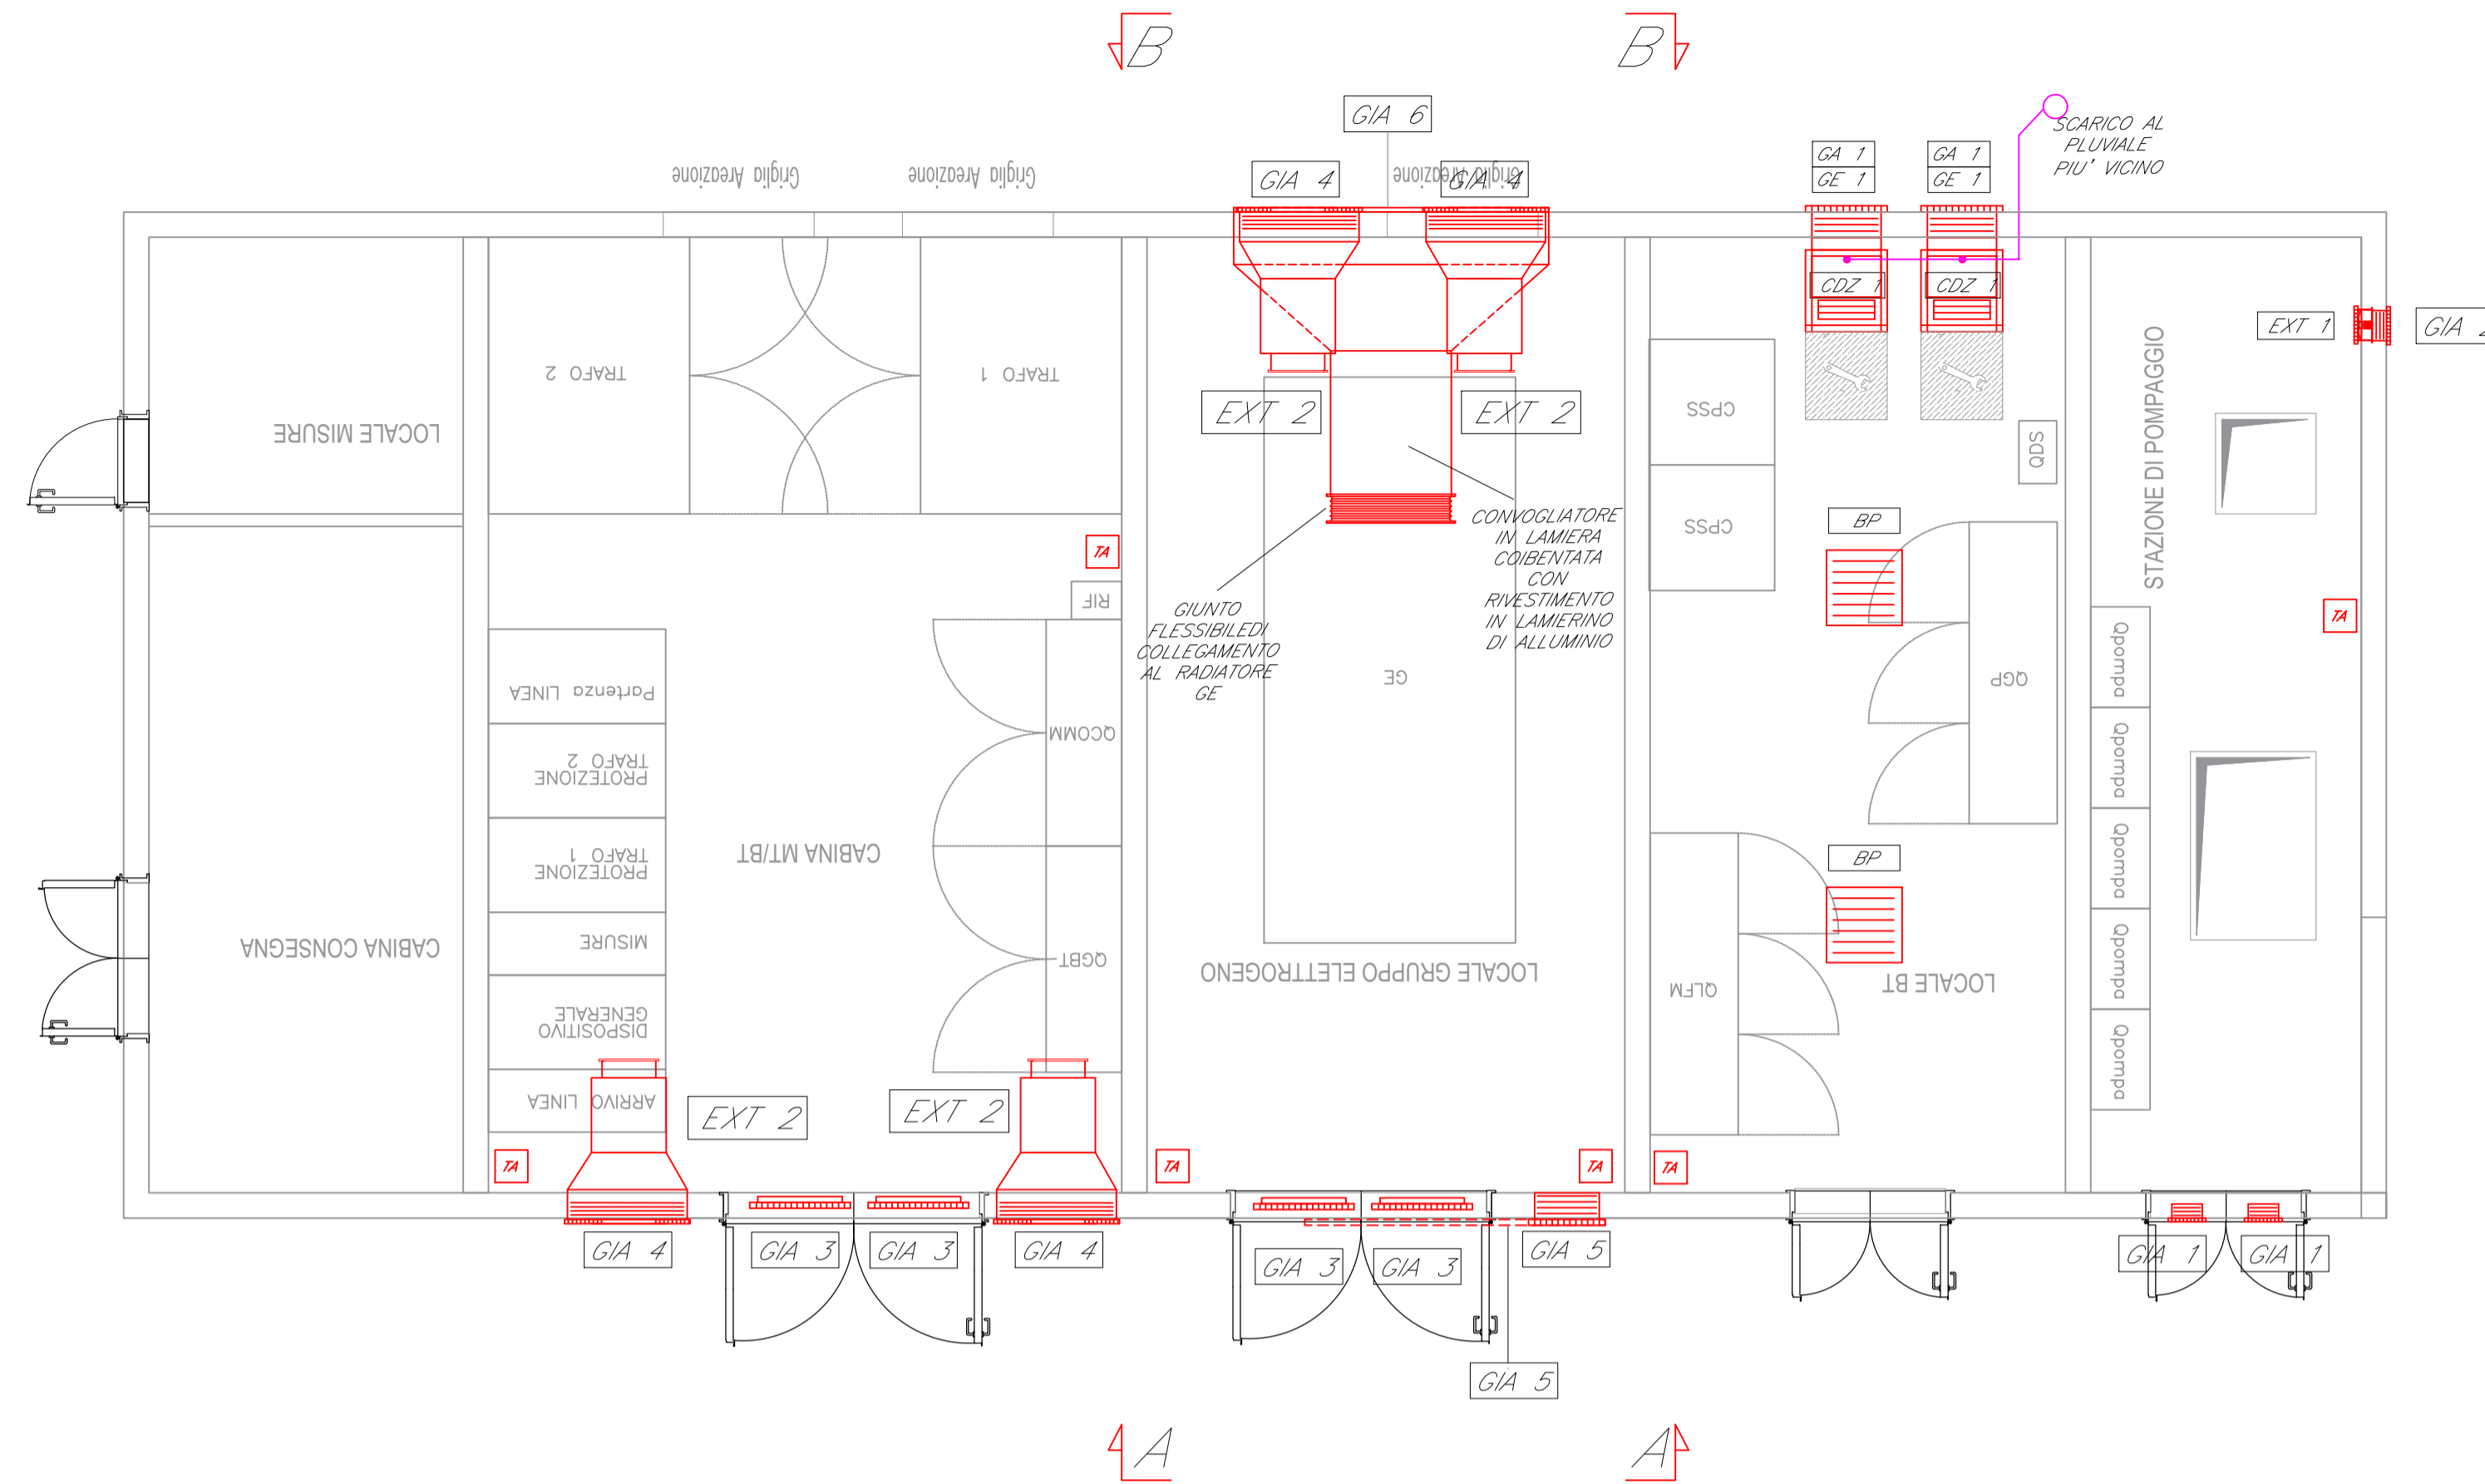 B
B
GIA 6
SCARICO AL
PLUVIALE
PIU' VICINO
GA 1
GE 1
GA 1
GE 1
Griglia Areazione
Griglia Areazione
GIA 4
Griglia Areazione
GIA 4
CDZ 1
CDZ 1
EXT 1
GIA
TRAFO 2
TRAFO 1
LOCALE MISURE
EXT 2
EXT 2
CPSS
QDS
STAZIONE DI POMPAGGIO
CPSS
BP
CONVOGLIATORE
IN LAMIERA
COIBENTATA
CON
RIVESTIMENTO
IN LAMIERINO
DI ALLUMINIO
TA
RIF
GIUNTO
FLESSIBILEDI
COLLEGAMENTO
AL RADIATORE
GE
TA
Partenza LINEA
GE
QGP
Qpompa
QCOMM
PROTEZIONE
TRAFO 2
Qpompa
PROTEZIONE
TRAFO 1
CABINA MT/BT
BP
Qpompa
MISURE
CABINA CONSEGNA
QGBT
LOCALE GRUPPO ELETTROGENO
QLFM
LOCALE BT
Qpompa
DISPOSITIVO
GENERALE
Qpompa
ARRIVO LINEA
EXT 2
EXT 2
TA
TA
TA
TA
GIA 4
GIA 3
GIA 3
GIA 4
GIA 3
GIA 3
GIA 5
GIA 1
GIA 1
GIA 5
A
A